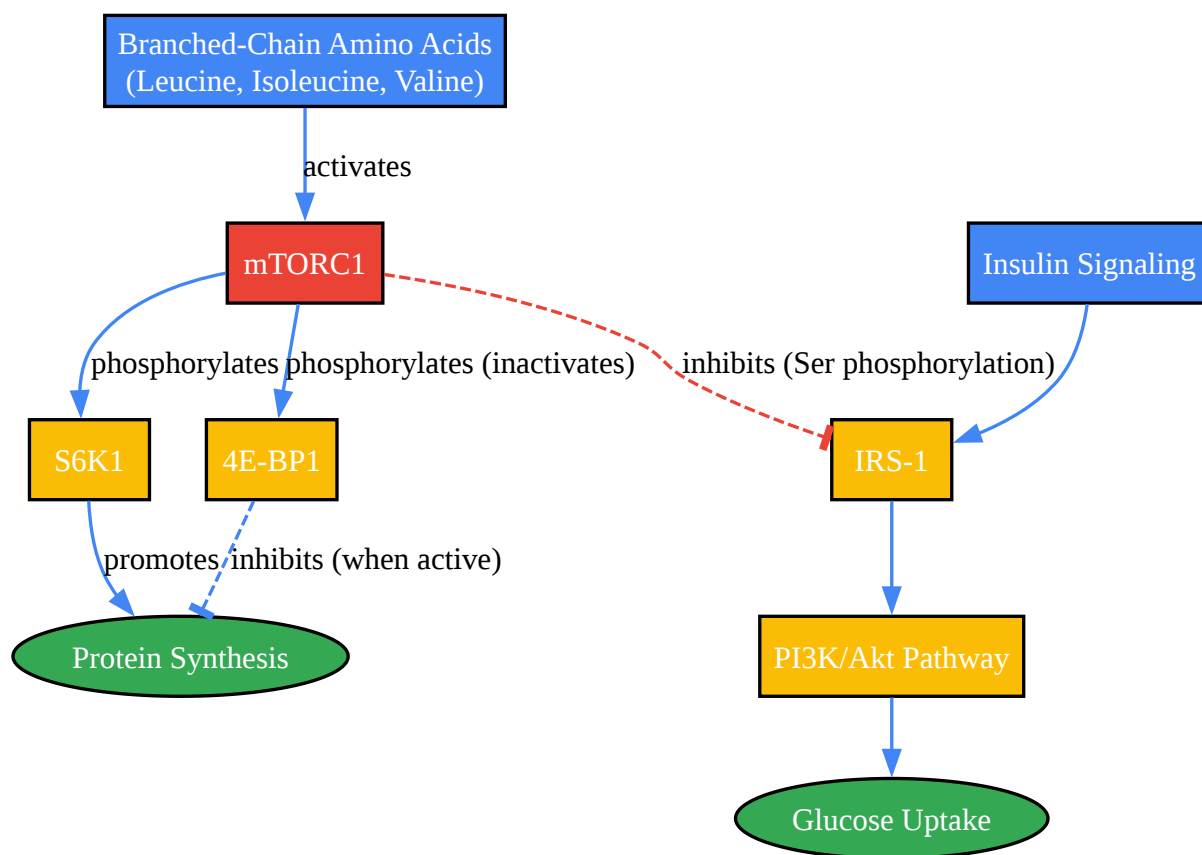 Branched-Chain Amino Acids
(Leucine, Isoleucine, Valine)
activates
mTORC1
Insulin Signaling
phosphorylates
phosphorylates (inactivates)
inhibits (Ser phosphorylation)
S6K1
4E-BP1
IRS-1
promotes
inhibits (when active)
Protein Synthesis
PI3K/Akt Pathway
Glucose Uptake